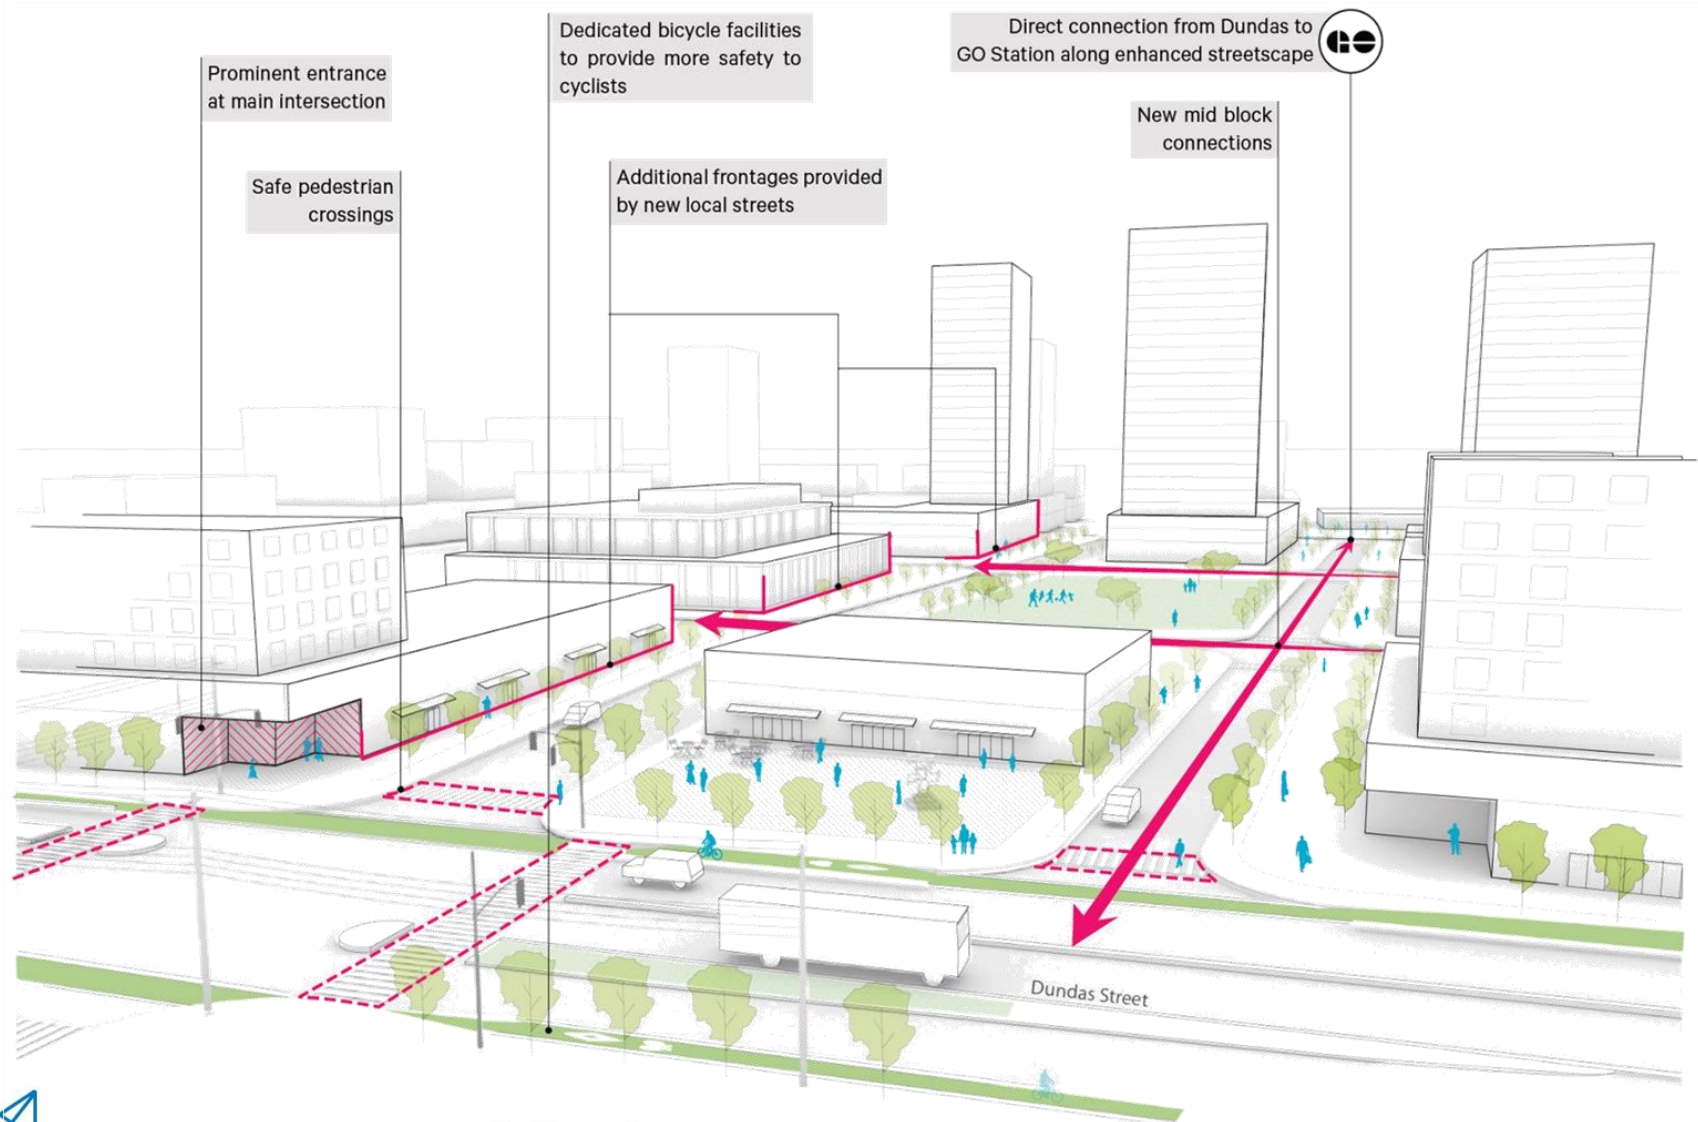 Prominent entrance
at main intersection
Safe pedestrian
crossings
Dedicated bicycle facilities
to provide more safety to
cyclists
Additional frontages provided
by new local streets
Direct connection from Dundas to
GO Station along enhanced streetscape
GO
New mid block
connections
Dundas Street